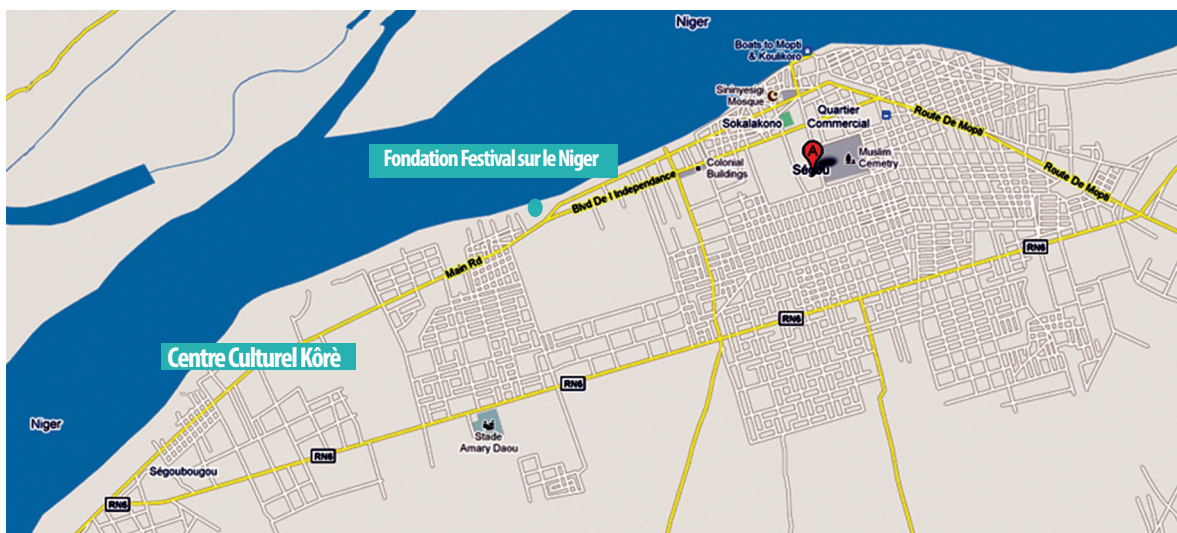 Niger
Boats to Mopti
& Koulikoro
Sininyesigi
Mosque
Sokalakono
Quartier
Commercial
Route De Mopti
Fondation Festival sur le Niger
Colonial
Buildings
A
Ségou
Muslim
Cemetry
Route De Mopti
Blvd De l Independance
RN6
Main Rd
RN6
Centre Culturel Kôrè
RN6
Niger
Stade
Amary Daou
RN6
Ségoubougou
RN6